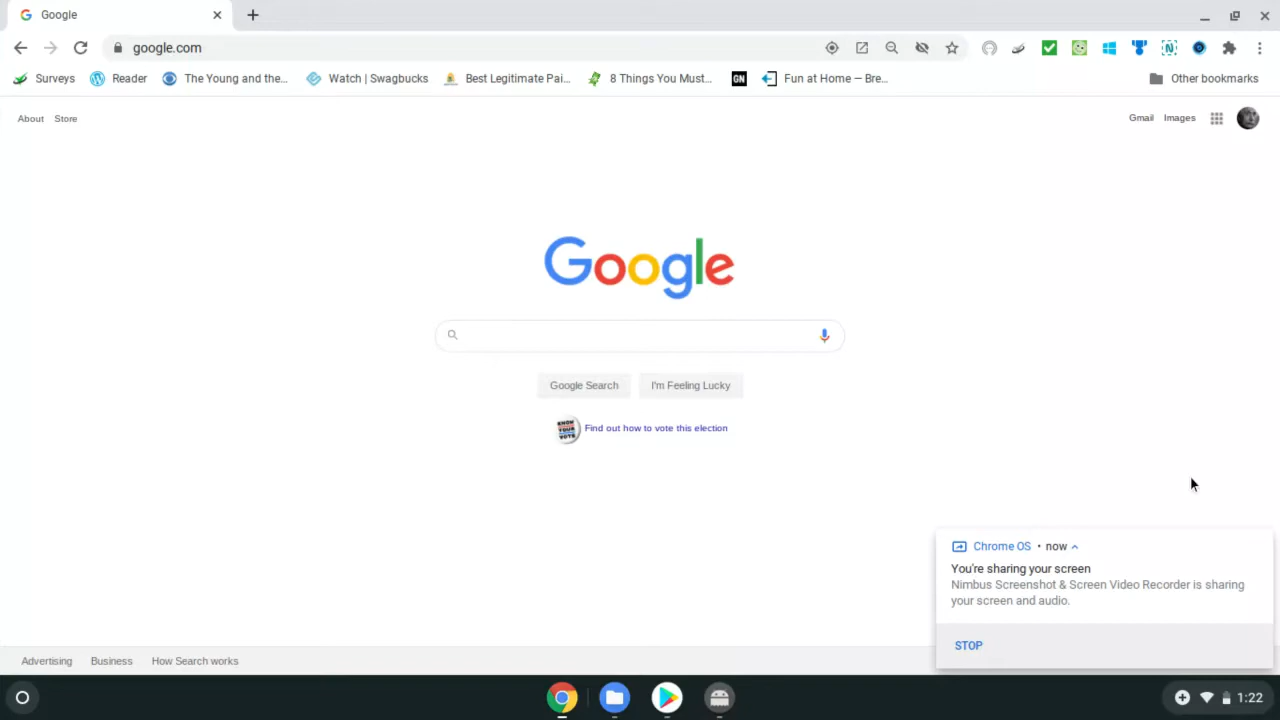 Google
google.com
Surveys
Reader
The Young and the...
Watch | Swagbucks
Best Legitimate Pai...
8 Things You Must...
GN
Fun at Home — Bre...
Other bookmarks
About
Store
Gmail
Images
Google
Google Search
I'm Feeling Lucky
KNOW YOUR VOTE
Find out how to vote this election
Chrome OS • now
You're sharing your screen
Nimbus Screenshot & Screen Video Recorder is sharing
your screen and audio.
STOP
Advertising
Business
How Search works
1:22